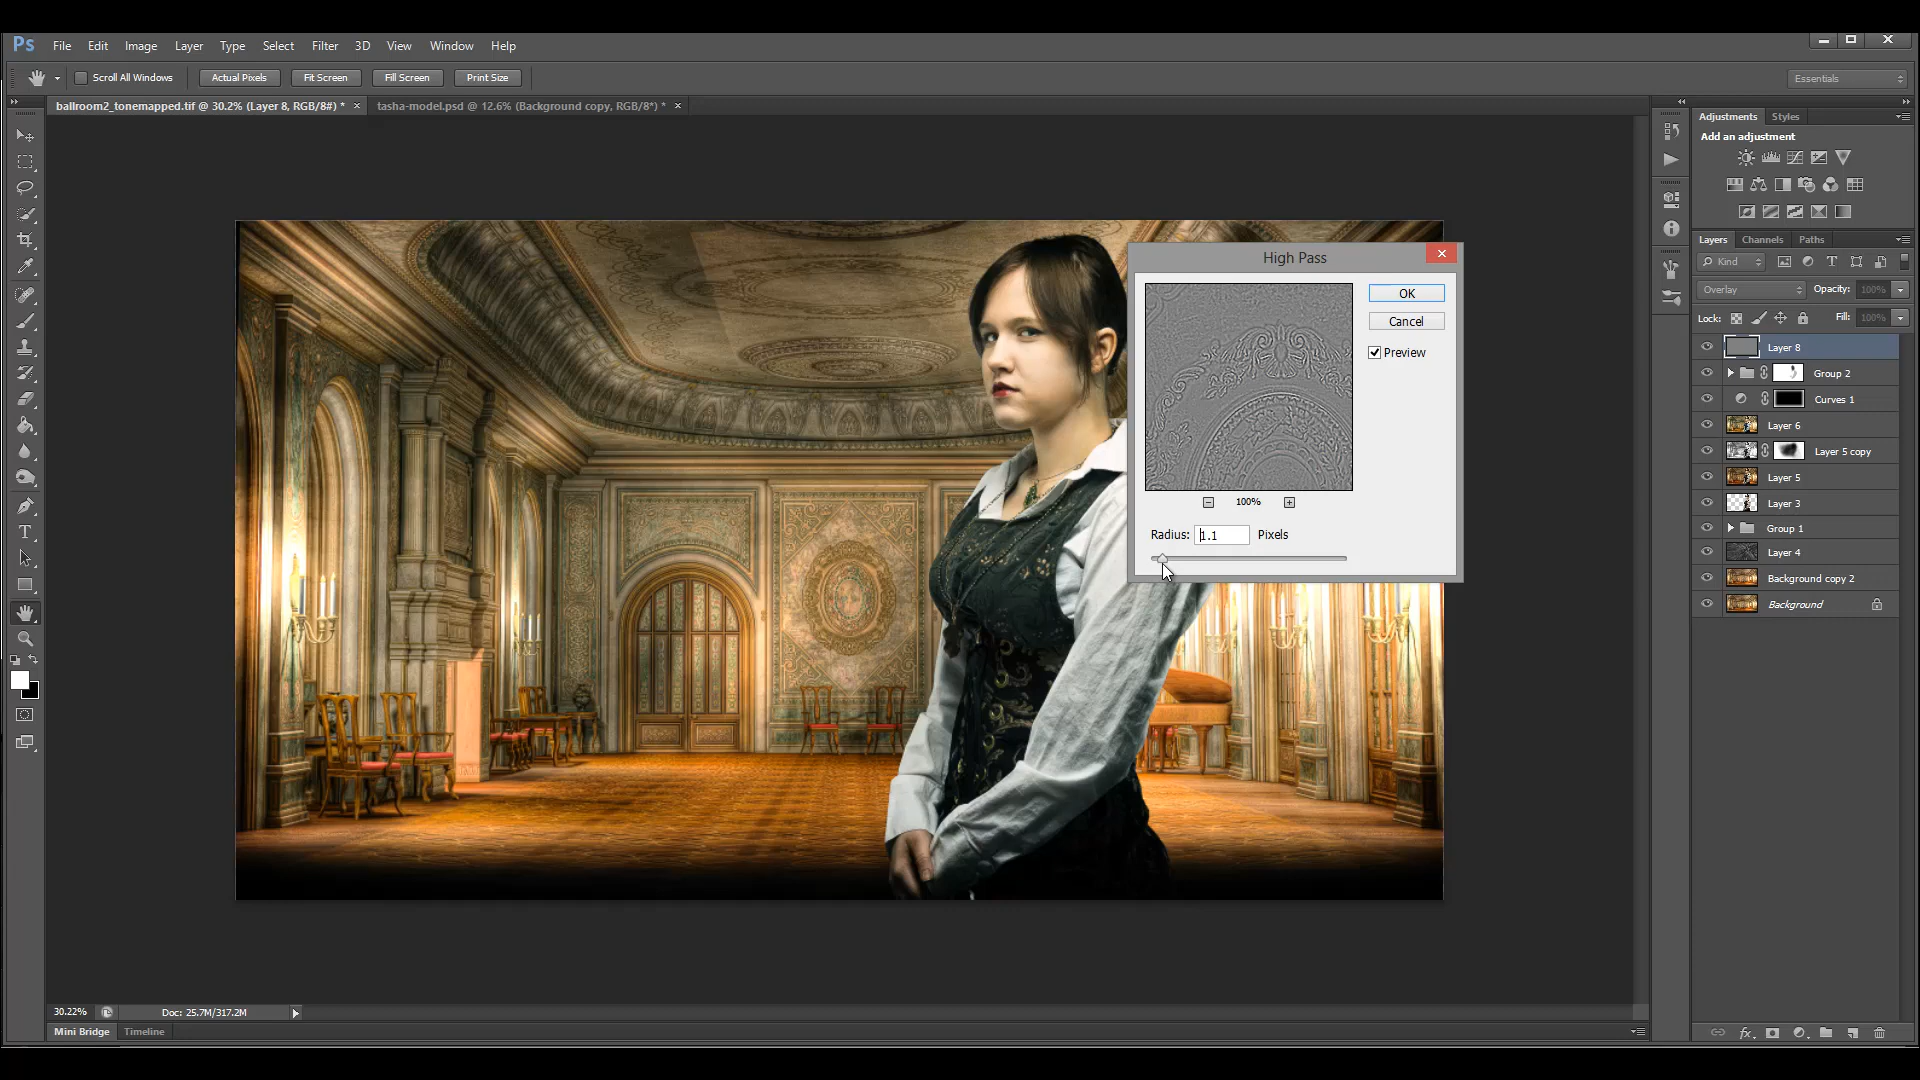 Ps File Edit Image Layer Type Select Filter 3D View Window Help
Scroll All Windows Actual Pixels Fit Screen Fill Screen Print Size Essentials
ballroom2_tonemapped.tif @ 30.2% (Layer 8, RGB/8#) * × tasha-model.psd @ 12.6% (Background copy, RGB/8*) * ×
Adjustments Styles
Add an adjustment
Layers Channels Paths
Kind
Overlay Opacity: 100%
Lock: Fill: 100%
Layer 8
Group 2
Curves 1
Layer 6
Layer 5 copy
Layer 5
Layer 3
Group 1
Layer 4
Background copy 2
Background
High Pass
OK
Cancel
Preview
100%
Radius: 1.1 Pixels
30.22% Doc: 25.7M/317.2M
Mini Bridge Timeline